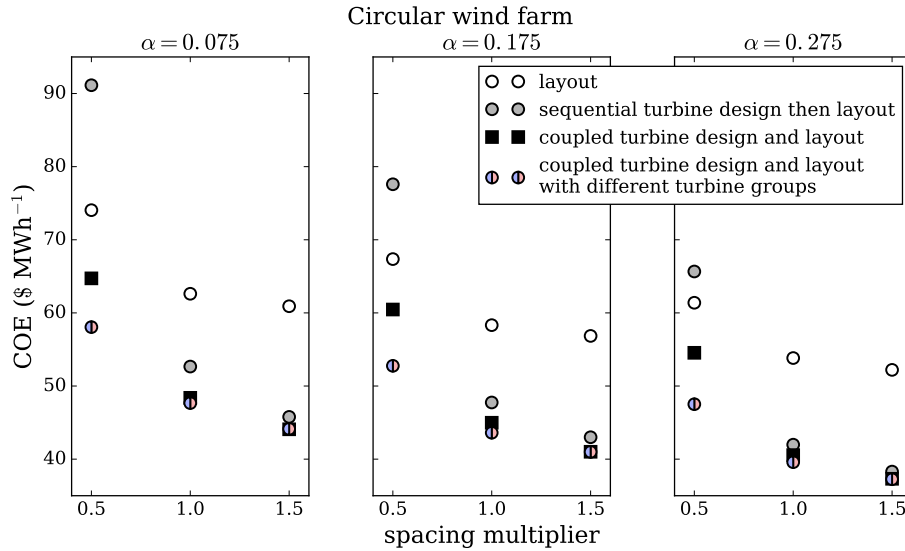 Circular wind farm
α = 0.075
α = 0.175
α = 0.275
layout
sequential turbine design then layout
coupled turbine design and layout
coupled turbine design and layout
with different turbine groups
COE ($ MWh⁻¹)
90
80
70
60
50
40
0.5 1.0 1.5
0.5 1.0 1.5
0.5 1.0 1.5
spacing multiplier